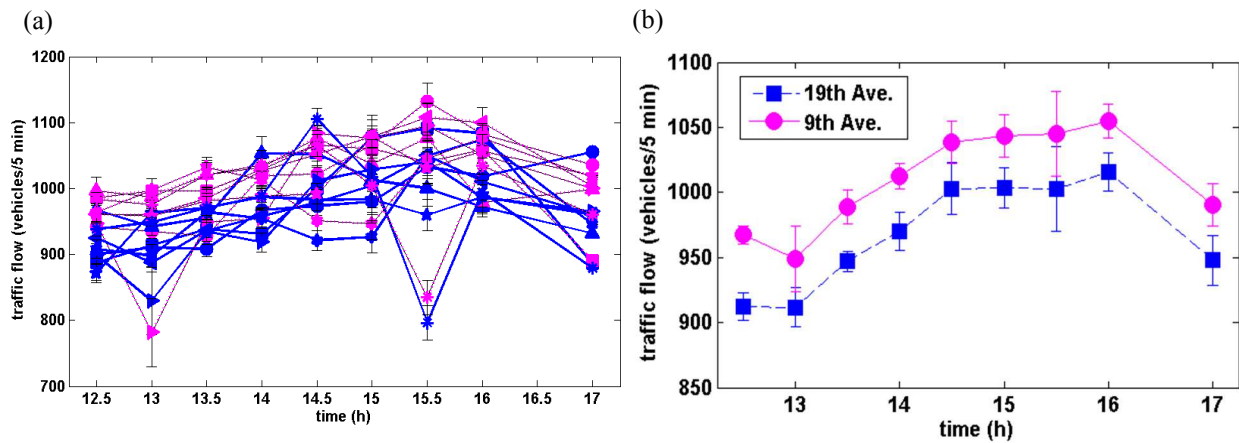 (a)
traffic flow (vehicles/5 min)
1200
1100
1000
900
800
700
12.5 13 13.5 14 14.5 15 15.5 16 16.5 17
time (h)
(b)
traffic flow (vehicles/5 min)
1100
1050
1000
950
900
850
19th Ave.
9th Ave.
13 14 15 16 17
time (h)